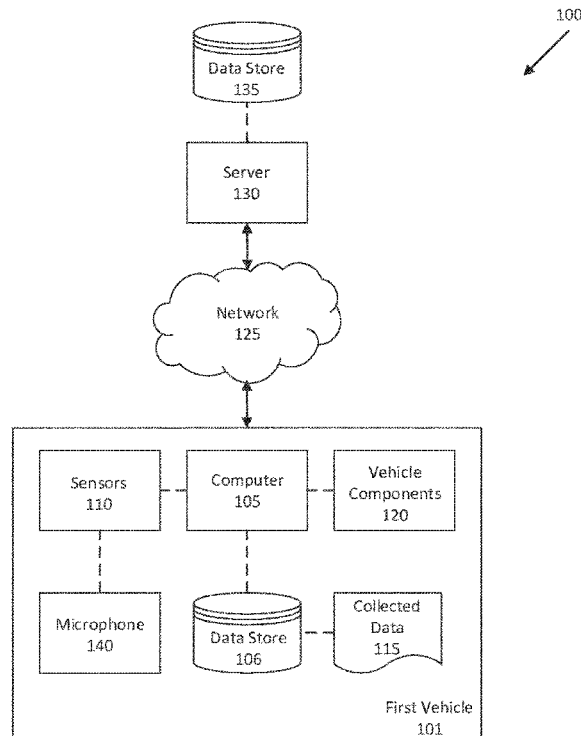 100
Data Store
135
Server
130
Network
125
Sensors
110
Computer
105
Vehicle
Components
120
Microphone
140
Data Store
106
Collected
Data
115
First Vehicle
101